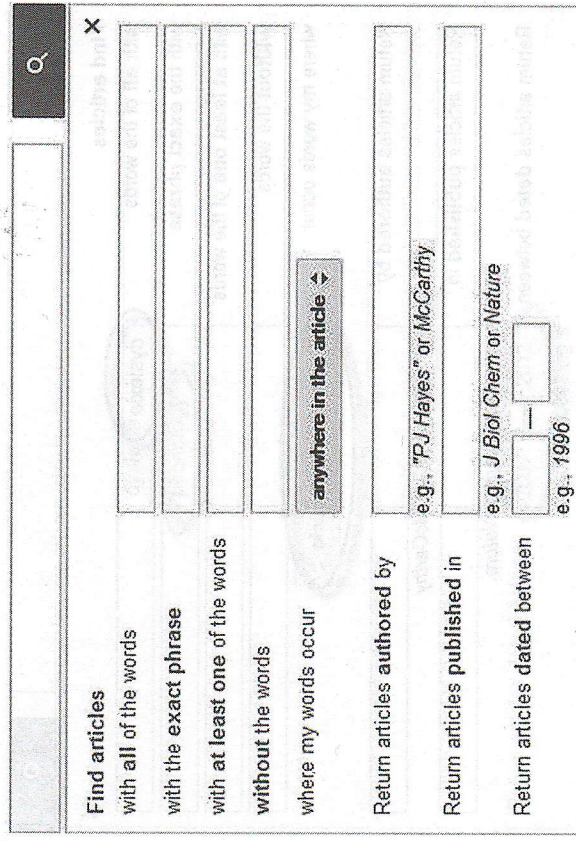 Find articles
with all of the words
with the exact phrase
with at least one of the words
without the words
where my words occur
anywhere in the article
Return articles authored by
e.g., "PJ Hayes" or McCarthy
Return articles published in
e.g., J Biol Chem or Nature
Return articles dated between
—
e.g., 1996